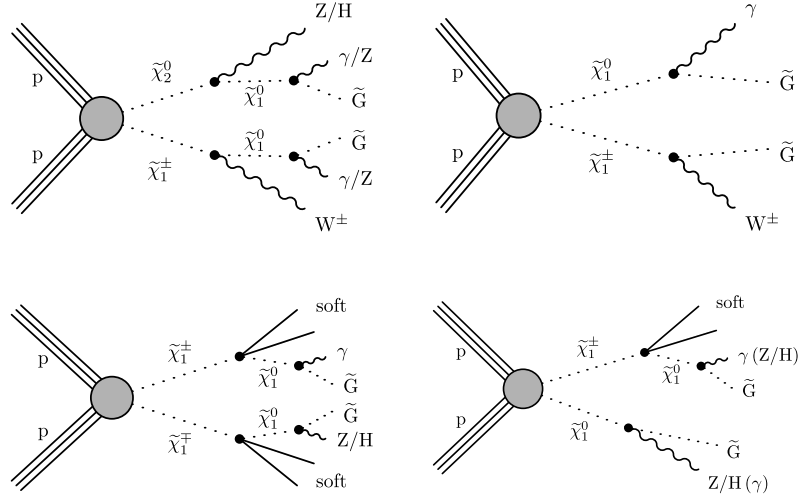 Z/H
p
χ̃⁰₂
γ/Z
χ̃⁰₁
G̃
p
χ̃±₁
χ̃⁰₁
G̃
γ/Z
W±
γ
p
χ̃⁰₁
G̃
p
χ̃±₁
G̃
W±
soft
p
χ̃±₁
γ
χ̃⁰₁
G̃
p
χ̃∓₁
χ̃⁰₁
G̃
Z/H
soft
soft
p
χ̃±₁
γ (Z/H)
χ̃⁰₁
G̃
p
χ̃⁰₁
G̃
Z/H (γ)